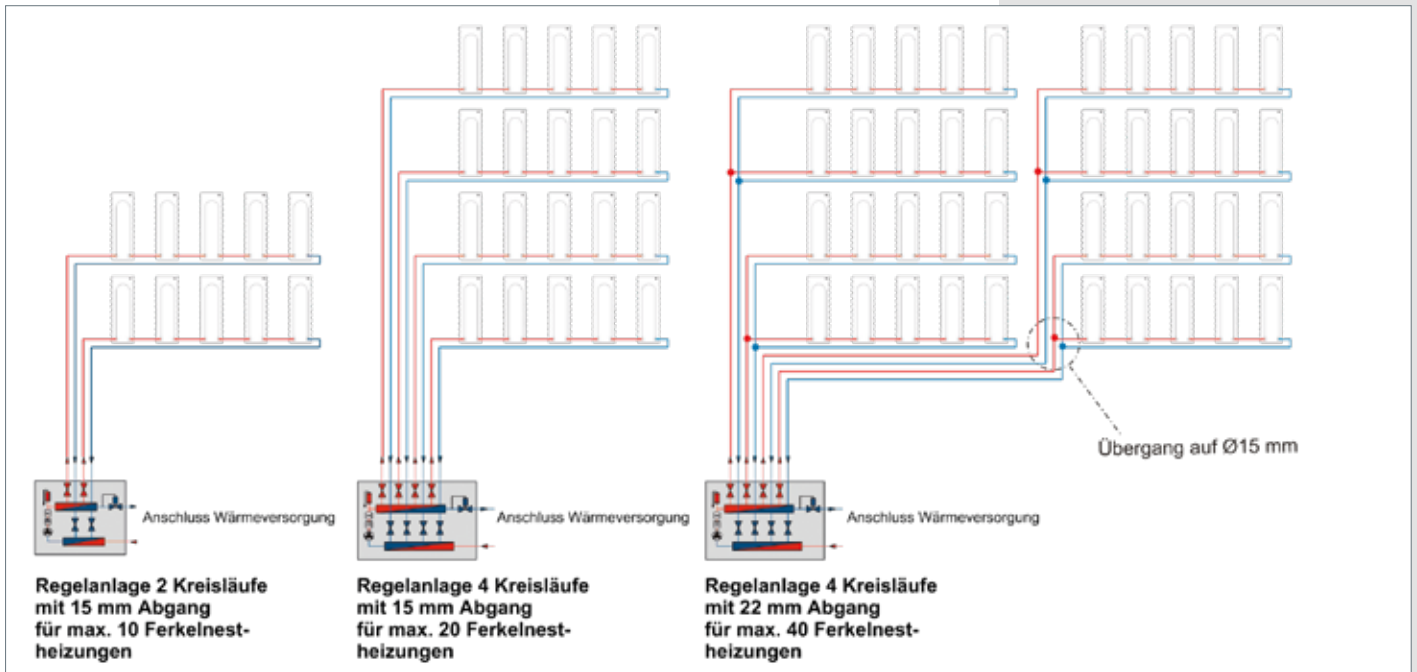 Übergang auf Ø15 mm
Anschluss Wärmeversorgung
Anschluss Wärmeversorgung
Anschluss Wärmeversorgung
Regelanlage 2 Kreisläufe
mit 15 mm Abgang
für max. 10 Ferkelnest-
heizungen
Regelanlage 4 Kreisläufe
mit 15 mm Abgang
für max. 20 Ferkelnest-
heizungen
Regelanlage 4 Kreisläufe
mit 22 mm Abgang
für max. 40 Ferkelnest-
heizungen